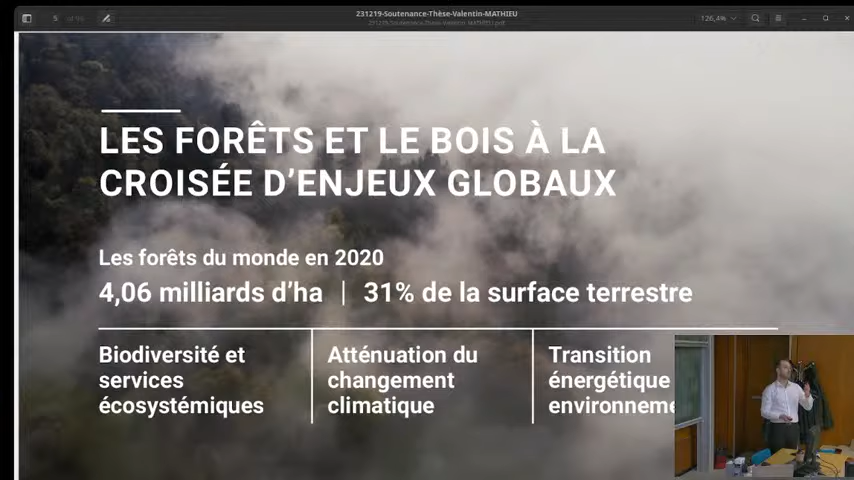 5
231219-Soutenance-Thèse-Valentin-MATHIEU
126,4%
LES FORÊTS ET LE BOIS À LA
CROISÉE D’ENJEUX GLOBAUX
Les forêts du monde en 2020
4,06 milliards d’ha | 31% de la surface terrestre
Biodiversité et
services
écosystémiques
Atténuation du
changement
climatique
Transition
énergétique
environneme